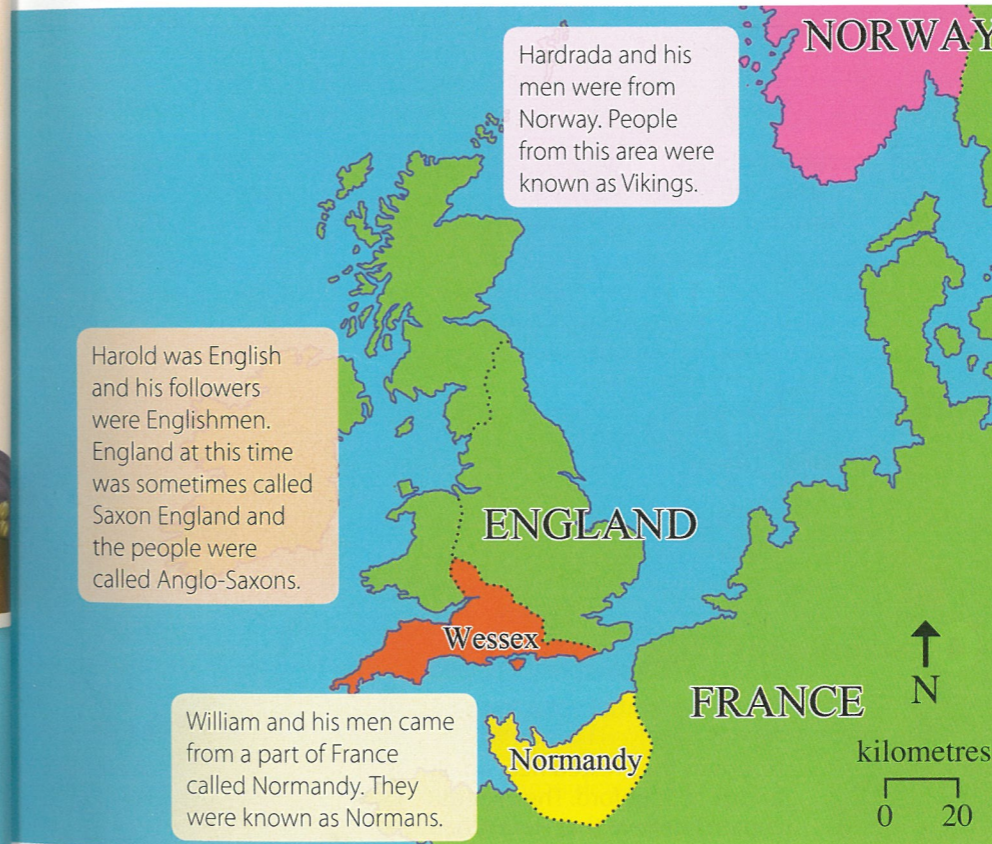 NORWAY
Hardrada and his
men were from
Norway. People
from this area were
known as Vikings.
Harold was English
and his followers
were Englishmen.
England at this time
was sometimes called
Saxon England and
the people were
called Anglo-Saxons.
ENGLAND
Wessex
William and his men came
from a part of France
called Normandy. They
were known as Normans.
Normandy
FRANCE
N
kilometres
0 20